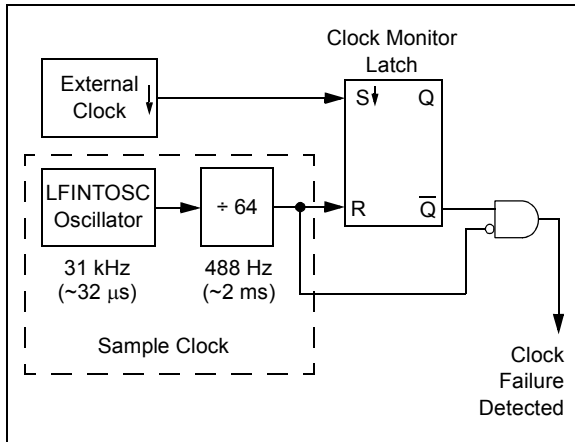 Clock Monitor
Latch
External
Clock
S
Q
LFINTOSC
Oscillator
÷ 64
R
Q̅
31 kHz
(~32 μs)
488 Hz
(~2 ms)
Sample Clock
Clock
Failure
Detected